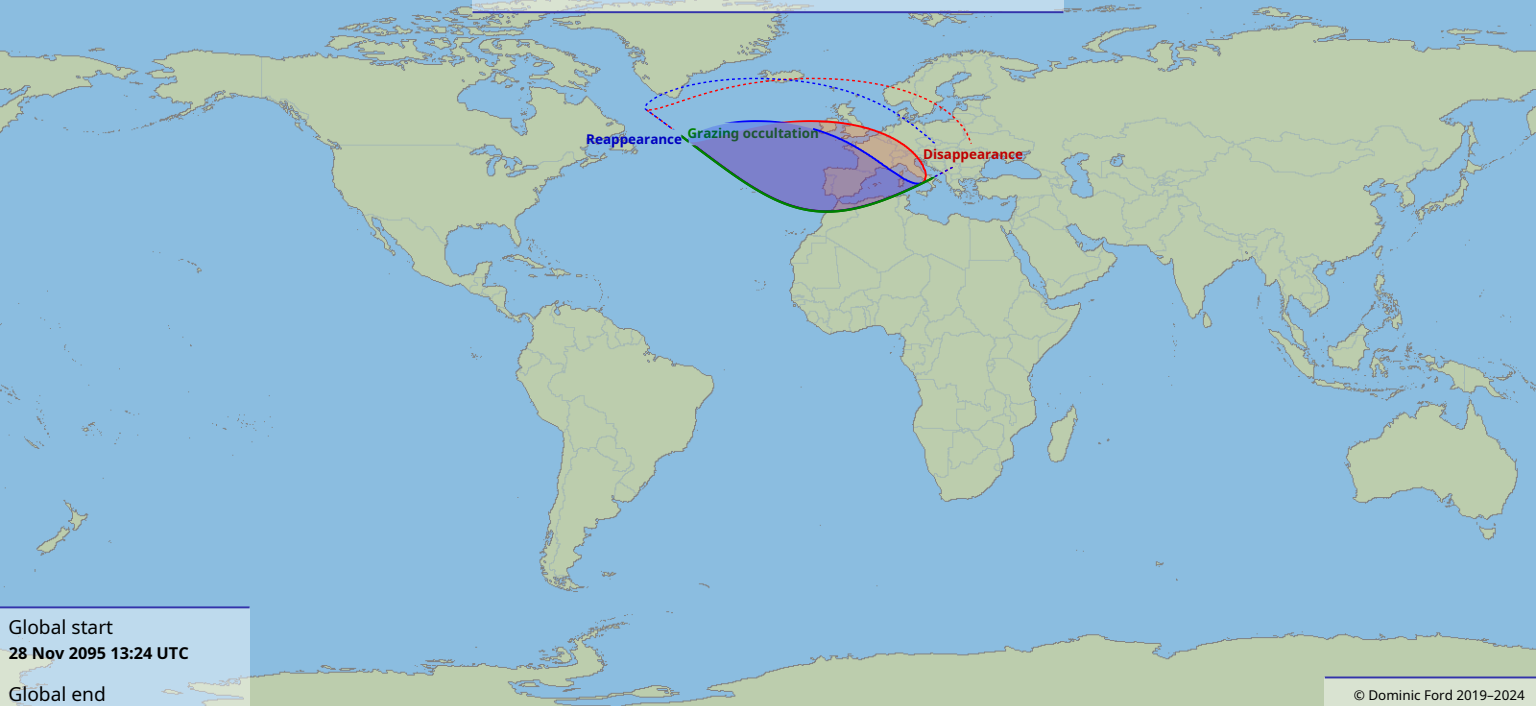 Grazing occultation
Reappearance
Disappearance
Global start
28 Nov 2095 13:24 UTC
Global end
© Dominic Ford 2019–2024